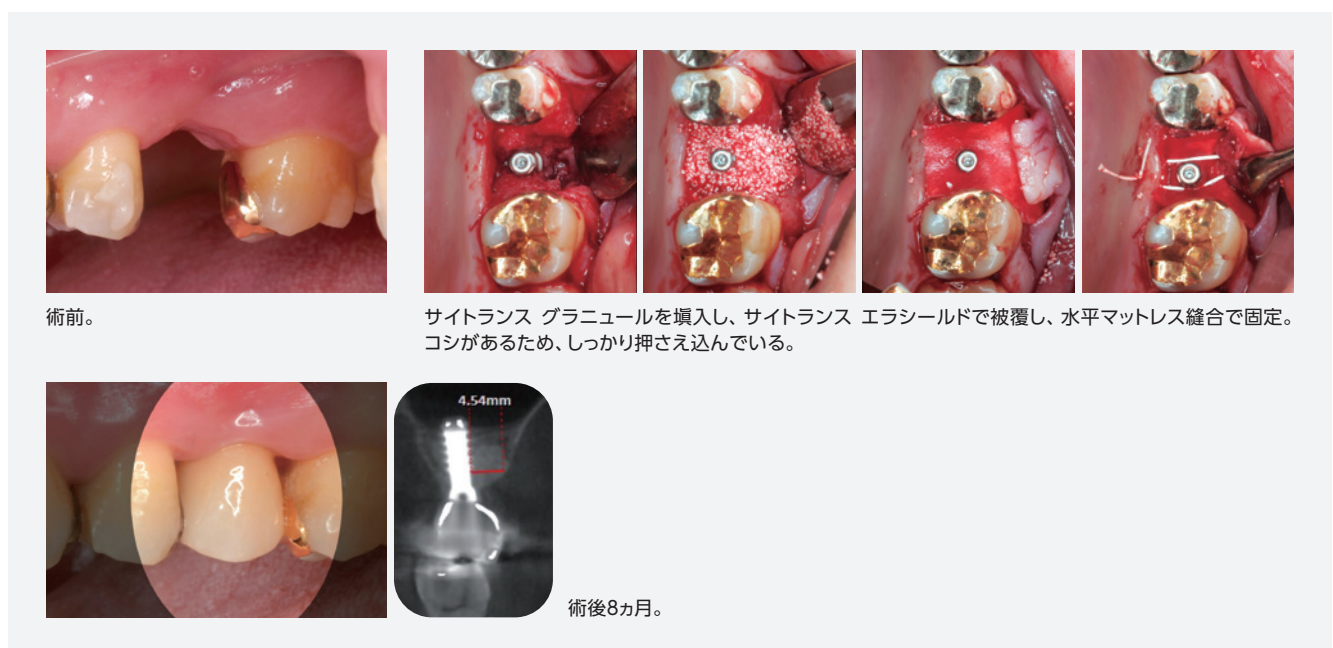 術前。
サイトランス グラニュールを塡入し、サイトランス エラシールドで被覆し、水平マットレス縫合で固定。
コシがあるため、しっかり押さえ込んでいる。
4.54mm
術後8ヵ月。